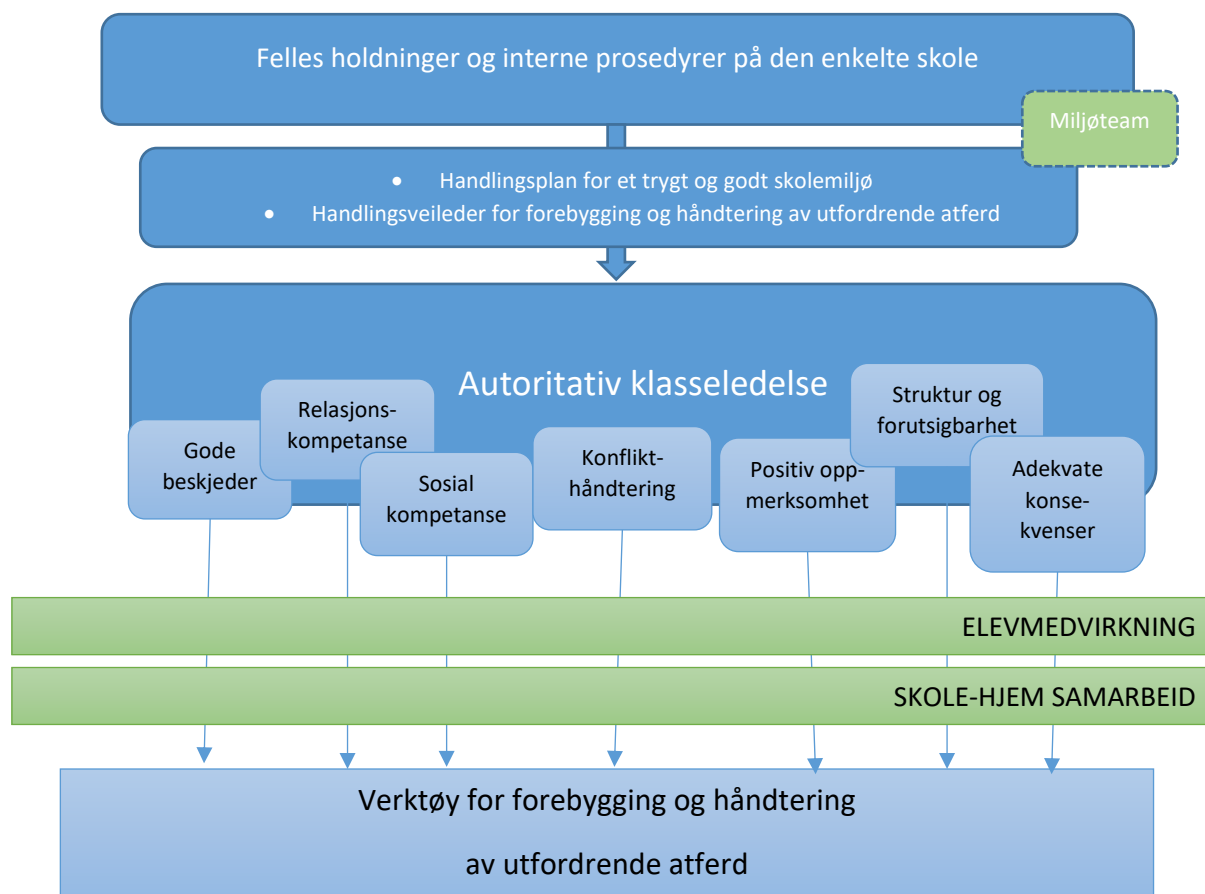 Felles holdninger og interne prosedyrer på den enkelte skole
Miljøteam
• Handlingsplan for et trygt og godt skolemiljø
• Handlingsveileder for forebygging og håndtering av utfordrende atferd
Autoritativ klasseledelse
Gode
beskjeder
Relasjons-
kompetanse
Sosial
kompetanse
Konflikt-
håndtering
Positiv opp-
merksomhet
Struktur og
forutsigbarhet
Adekvate
konse-
kvenser
ELEVMEDVIRKNING
SKOLE-HJEM SAMARBEID
Verktøy for forebygging og håndtering
av utfordrende atferd